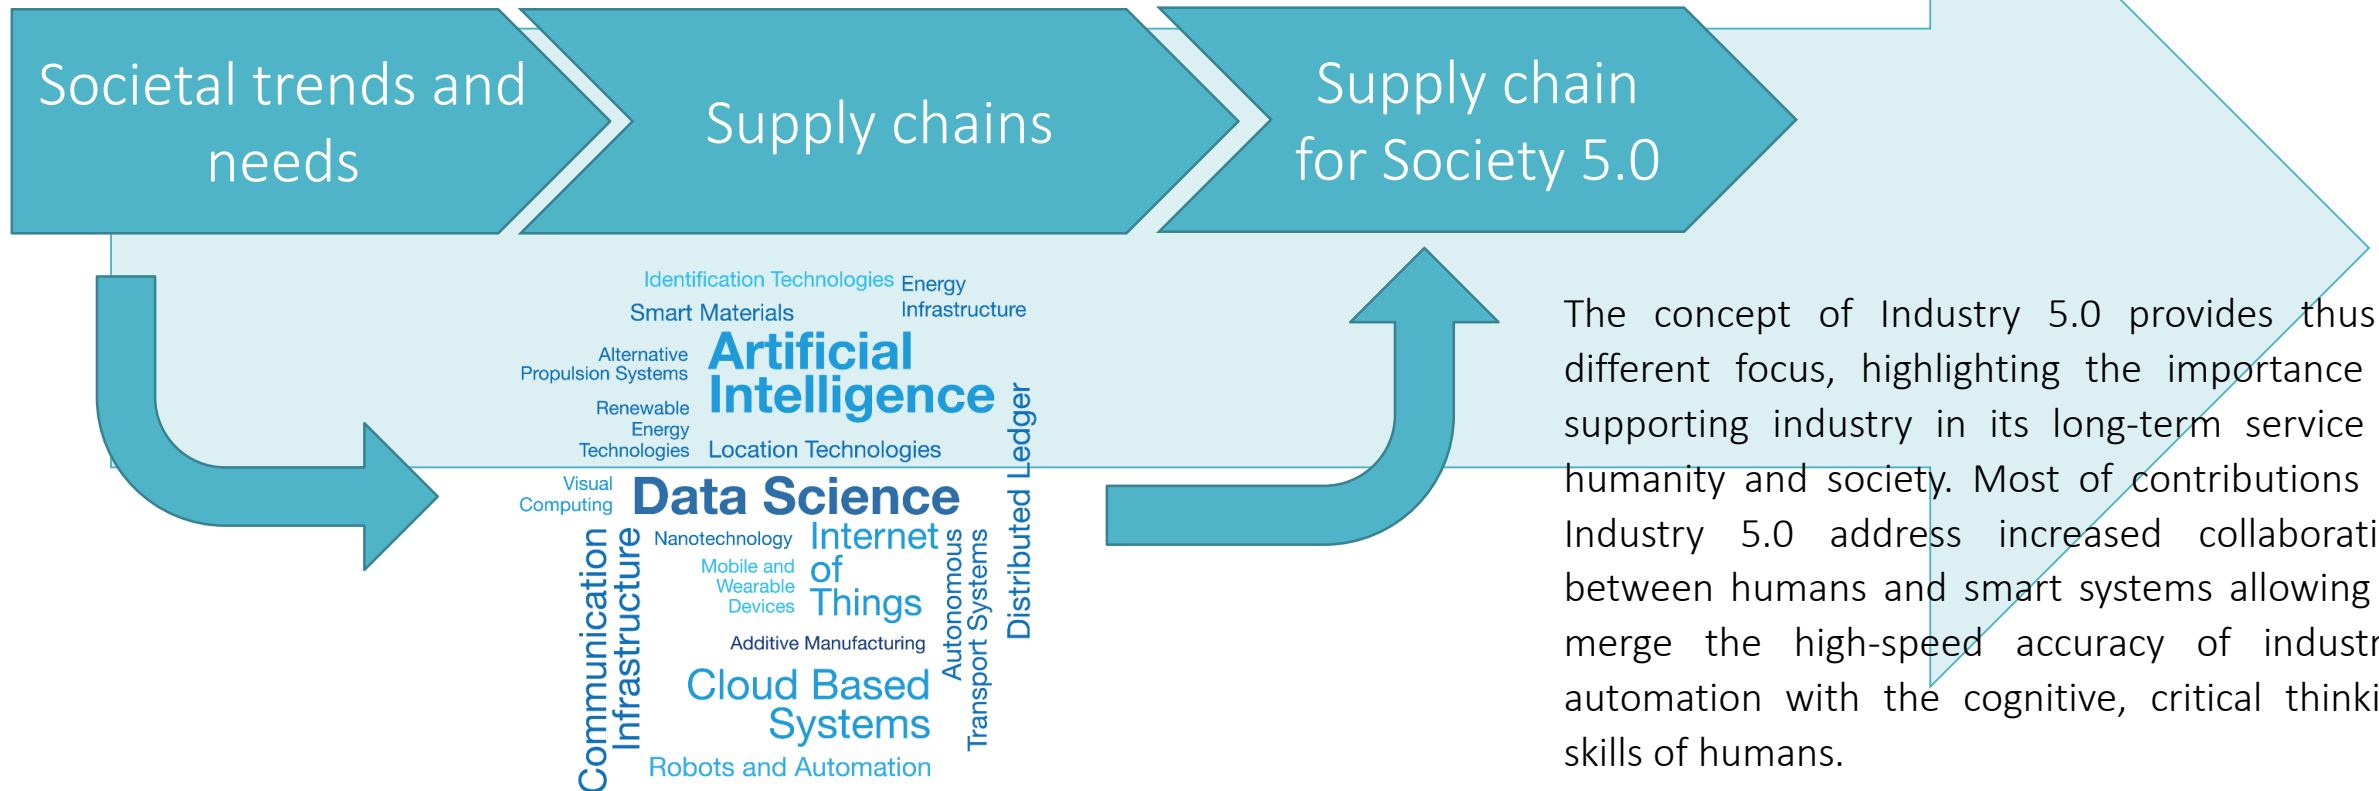 Societal trends and
needs
Supply chains
Supply chain
for Society 5.0
Identification Technologies
Energy
Infrastructure
Smart Materials
Artificial
Intelligence
Alternative
Propulsion Systems
Renewable
Energy
Technologies
Location Technologies
Distributed Ledger
Visual
Computing
Data Science
Communication
Infrastructure
Nanotechnology
Internet
of
Things
Mobile and
Wearable
Devices
Autonomous
Transport Systems
Additive Manufacturing
Cloud Based
Systems
Robots and Automation
The concept of Industry 5.0 provides thus
different focus, highlighting the importance
supporting industry in its long-term service
humanity and society. Most of contributions
Industry 5.0 address increased collaborati
between humans and smart systems allowing
merge the high-speed accuracy of industr
automation with the cognitive, critical thinki
skills of humans.